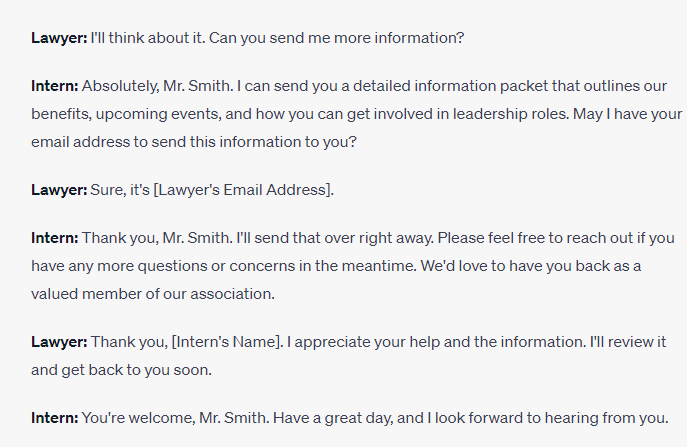 Lawyer: I'll think about it. Can you send me more information?
Intern: Absolutely, Mr. Smith. I can send you a detailed information packet that outlines our
benefits, upcoming events, and how you can get involved in leadership roles. May I have your
email address to send this information to you?
Lawyer: Sure, it's [Lawyer's Email Address].
Intern: Thank you, Mr. Smith. I'll send that over right away. Please feel free to reach out if you
have any more questions or concerns in the meantime. We'd love to have you back as a
valued member of our association.
Lawyer: Thank you, [Intern's Name]. I appreciate your help and the information. I'll review it
and get back to you soon.
Intern: You're welcome, Mr. Smith. Have a great day, and I look forward to hearing from you.